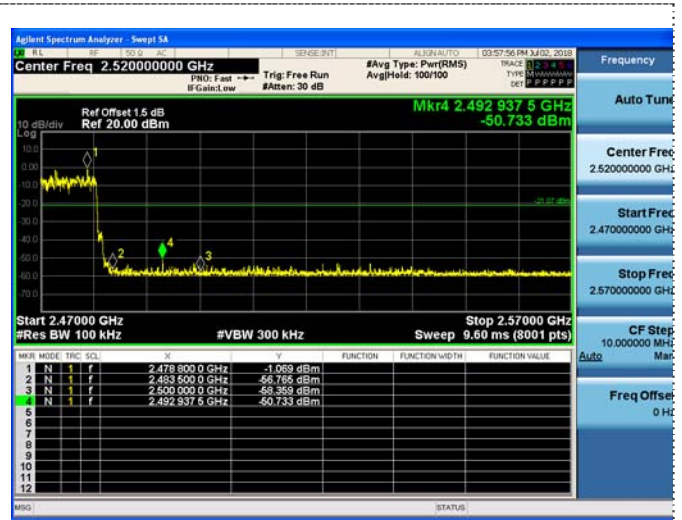 Agilent Spectrum Analyzer - Swept SA
RL RF 50 Ω AC SENSE:INT ALIGN AUTO 03:57:56 PM Jul 02, 2018
Center Freq 2.520000000 GHz
PNO: Fast
IFGain:Low
Trig: Free Run
#Atten: 30 dB
#Avg Type: Pwr(RMS)
Avg|Hold: 100/100
TRACE 1 2 3 4 5 6
TYPE
DET P P P P P P
Ref Offset 1.5 dB
10 dB/div Ref 20.00 dBm
Log
Mkr4 2.492 937 5 GHz
-50.733 dBm
10.0
0.00
-10.0
-20.0
-30.0
-40.0
-50.0
-60.0
-70.0
1
2
3
4
-21.07 dBm
Start 2.47000 GHz Stop 2.57000 GHz
#Res BW 100 kHz #VBW 300 kHz Sweep 9.60 ms (8001 pts)
MKR MODE TRC SCL X Y FUNCTION FUNCTION WIDTH FUNCTION VALUE
1 N 1 f 2.478 800 0 GHz -1.069 dBm
2 N 1 f 2.483 500 0 GHz -56.765 dBm
3 N 1 f 2.500 000 0 GHz -58.359 dBm
4 N 1 f 2.492 937 5 GHz -50.733 dBm
5
6
7
8
9
10
11
12
MSG STATUS
Frequency
Auto Tune
Center Freq
2.520000000 GHz
Start Freq
2.470000000 GHz
Stop Freq
2.570000000 GHz
CF Step
10.000000 MHz
Auto Man
Freq Offset
0 Hz